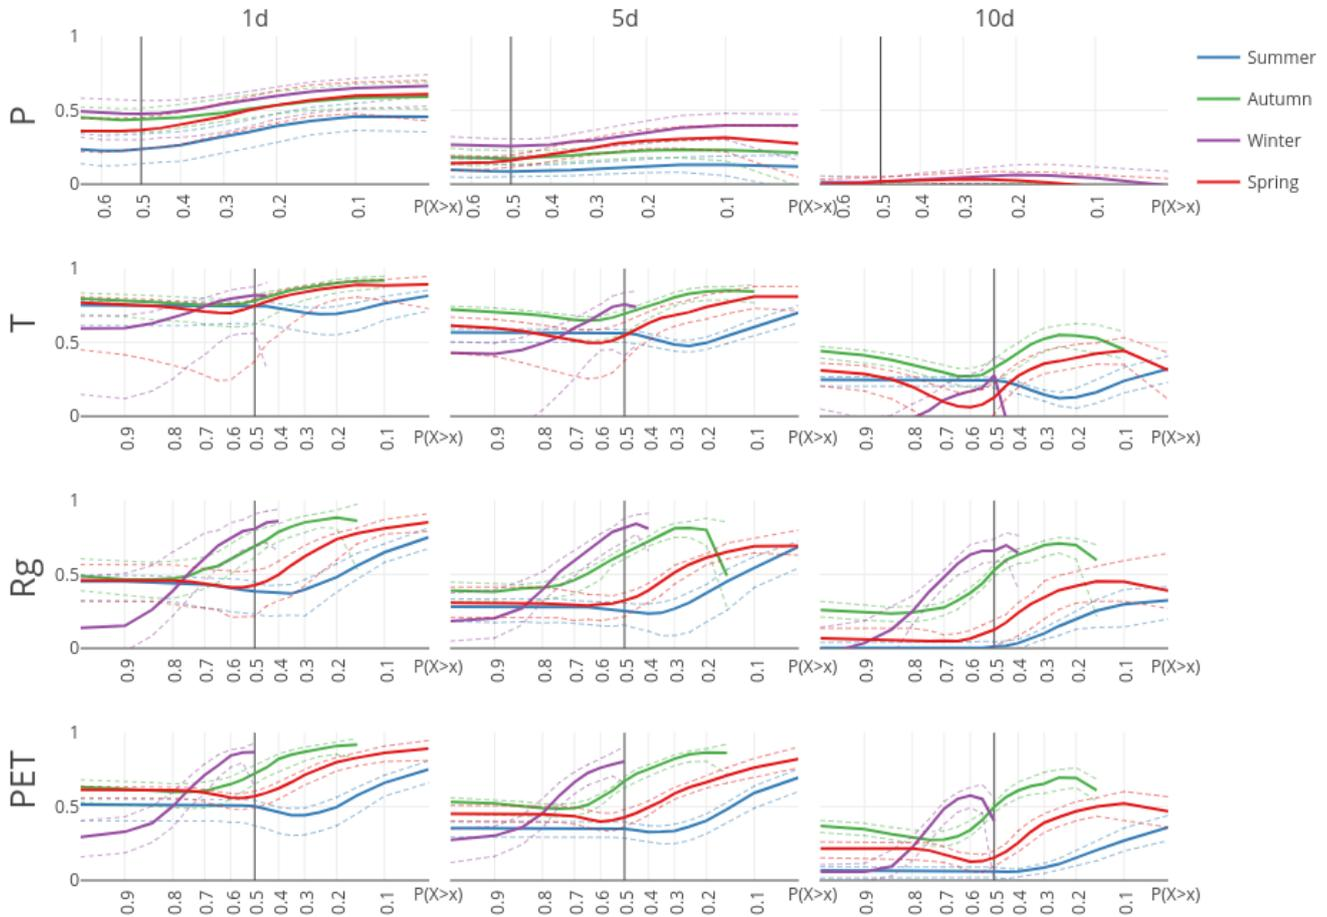 1d 5d 10d
P
1
0.5
0
0.6 0.5 0.4 0.3 0.2 0.1 P(X>x) 0.6 0.5 0.4 0.3 0.2 0.1 P(X>x) 0.6 0.5 0.4 0.3 0.2 0.1 P(X>x)
Summer
Autumn
Winter
Spring
T
1
0.5
0
0.9 0.8 0.7 0.6 0.5 0.4 0.3 0.2 0.1 P(X>x) 0.9 0.8 0.7 0.6 0.5 0.4 0.3 0.2 0.1 P(X>x) 0.9 0.8 0.7 0.6 0.5 0.4 0.3 0.2 0.1 P(X>x)
Rg
1
0.5
0
0.9 0.8 0.7 0.6 0.5 0.4 0.3 0.2 0.1 P(X>x) 0.9 0.8 0.7 0.6 0.5 0.4 0.3 0.2 0.1 P(X>x) 0.9 0.8 0.7 0.6 0.5 0.4 0.3 0.2 0.1 P(X>x)
PET
1
0.5
0
0.9 0.8 0.7 0.6 0.5 0.4 0.3 0.2 0.1 P(X>x) 0.9 0.8 0.7 0.6 0.5 0.4 0.3 0.2 0.1 P(X>x) 0.9 0.8 0.7 0.6 0.5 0.4 0.3 0.2 0.1 P(X>x)